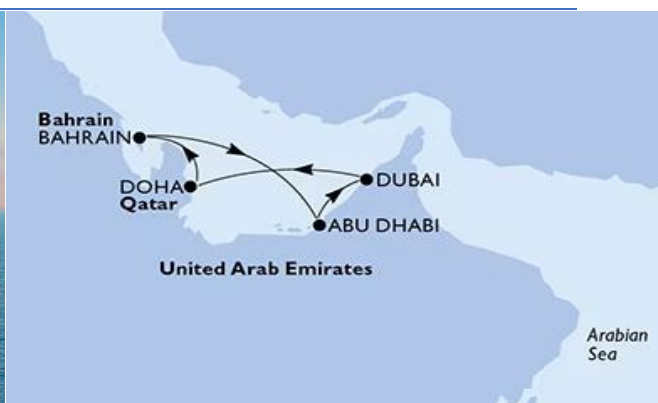 Bahrain
BAHRAIN
DOHA
Qatar
DUBAI
ABU DHABI
United Arab Emirates
Arabian
Sea